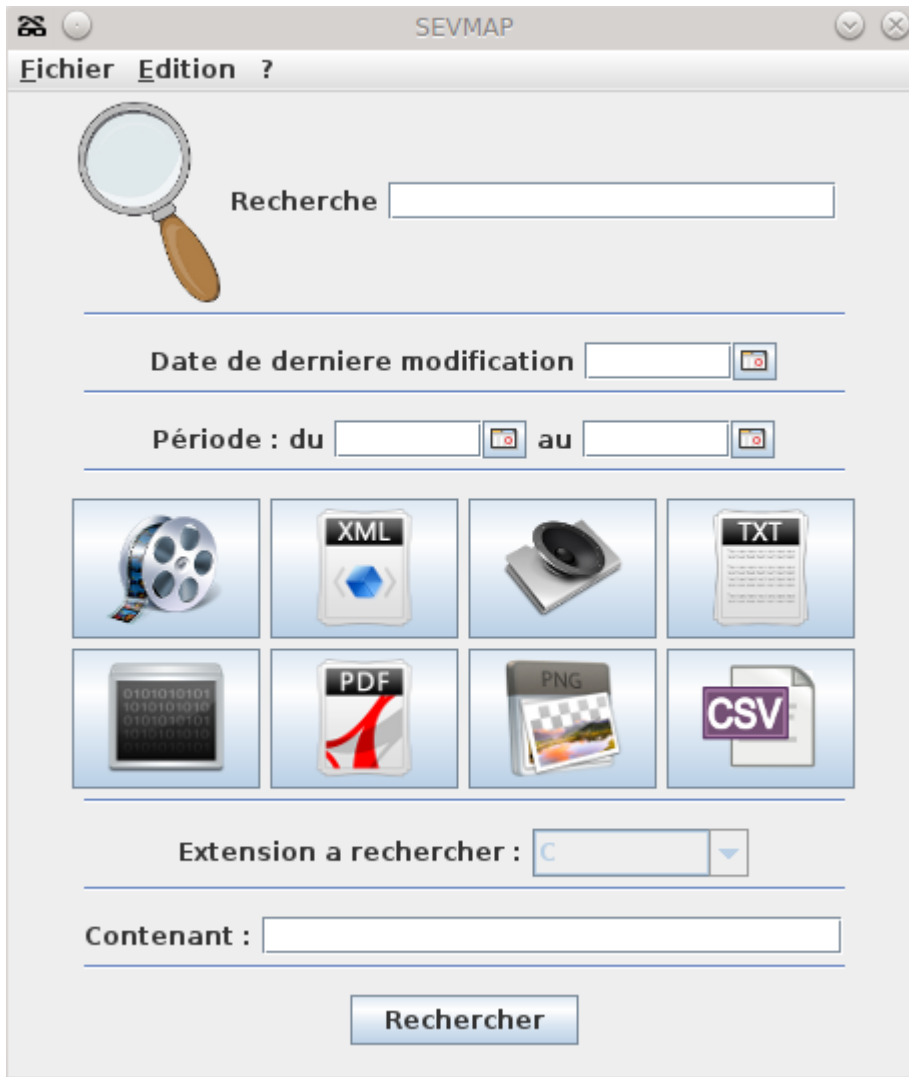 SEVMAP
Fichier Edition ?
Recherche
Date de derniere modification
Période : du au
XML TXT
0101010101
1010101010
0101010101
1010101010
0101010101
PDF PNG CSV
Extension a rechercher : C
Contenant :
Rechercher